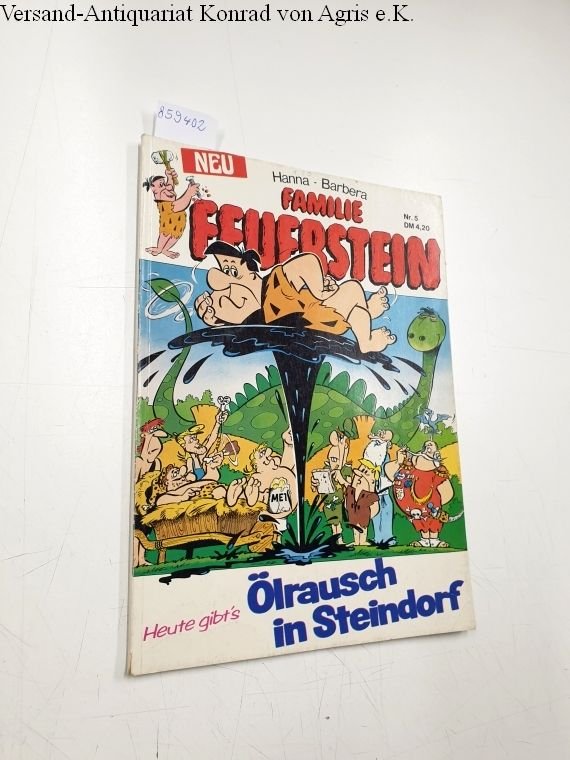 Versand-Antiquariat Konrad von Agris e.K.
859402
NEU
Hanna - Barbera
FAMILIE
FEUERSTEIN
Nr. 5
DM 4,20
MET
Heute gibt's
Ölrausch
in Steindorf